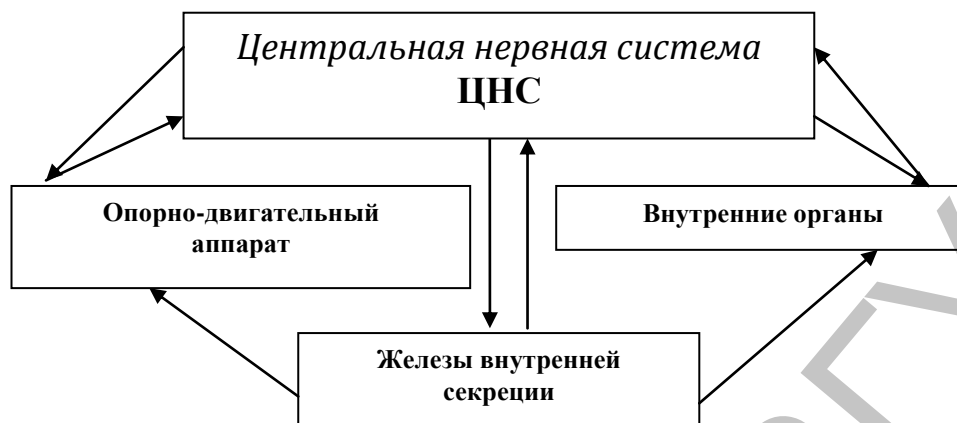 Центральная нервная система
ЦНС
Опорно-двигательный
аппарат
Внутренние органы
Железы внутренней
секреции